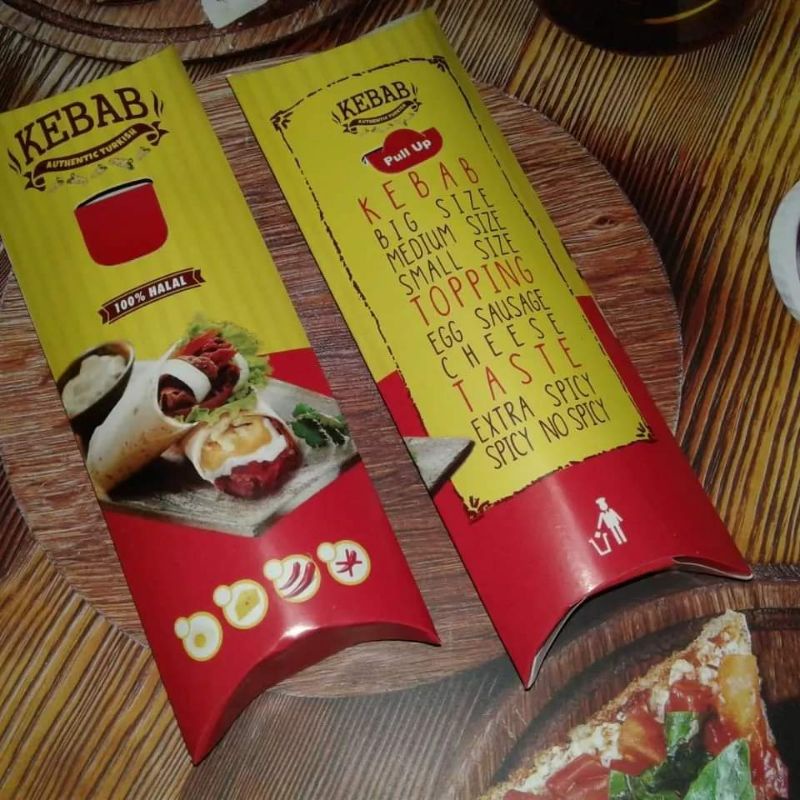 KEBAB
AUTHENTIC TURKISH
100% HALAL
KEBAB
AUTHENTIC TURKISH
Pull Up
KEBAB
BIG SIZE
MEDIUM SIZE
SMALL SIZE
TOPPING
EGG SAUSAGE
CHEESE
TASTE
EXTRA SPICY
SPICY NO SPICY